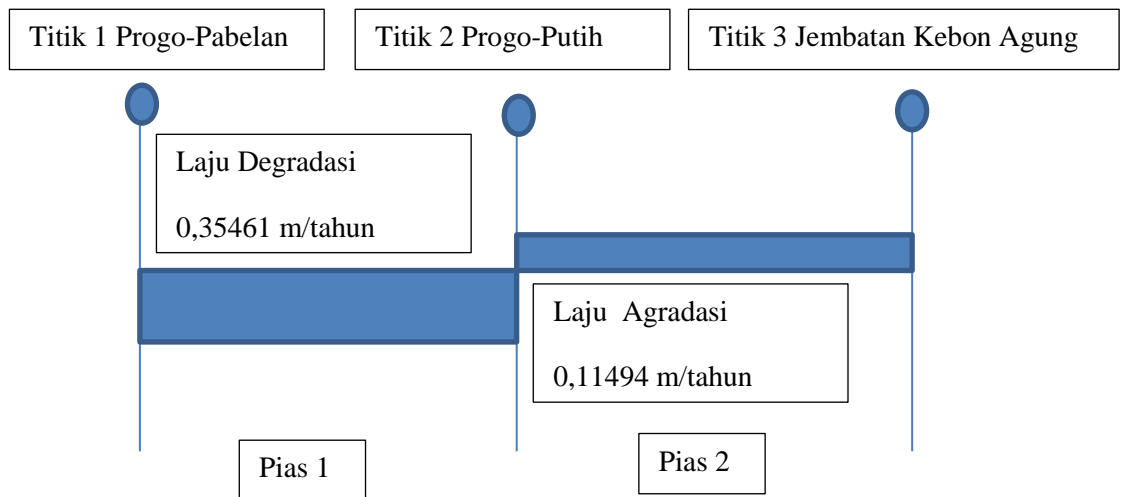 Titik 1 Progo-Pabelan
Titik 2 Progo-Putih
Titik 3 Jembatan Kebon Agung
Laju Degradasi
0,35461 m/tahun
Laju Agradasi
0,11494 m/tahun
Pias 1
Pias 2